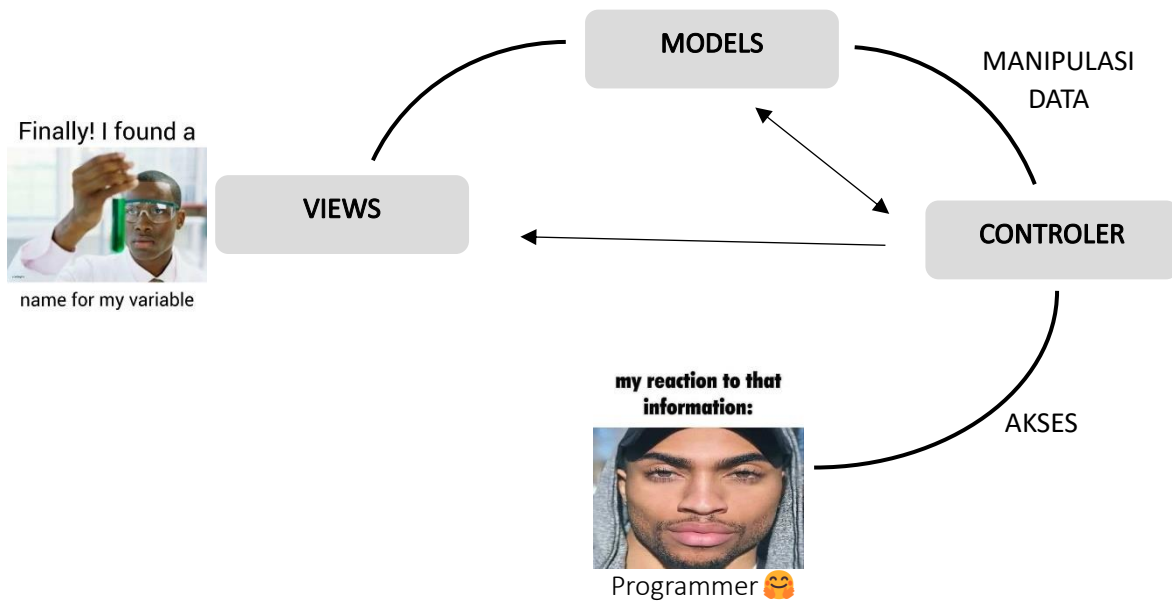 MODELS
MANIPULASI
DATA
Finally! I found a
VIEWS
CONTROLER
name for my variable
my reaction to that
information:
AKSES
Programmer 🤗